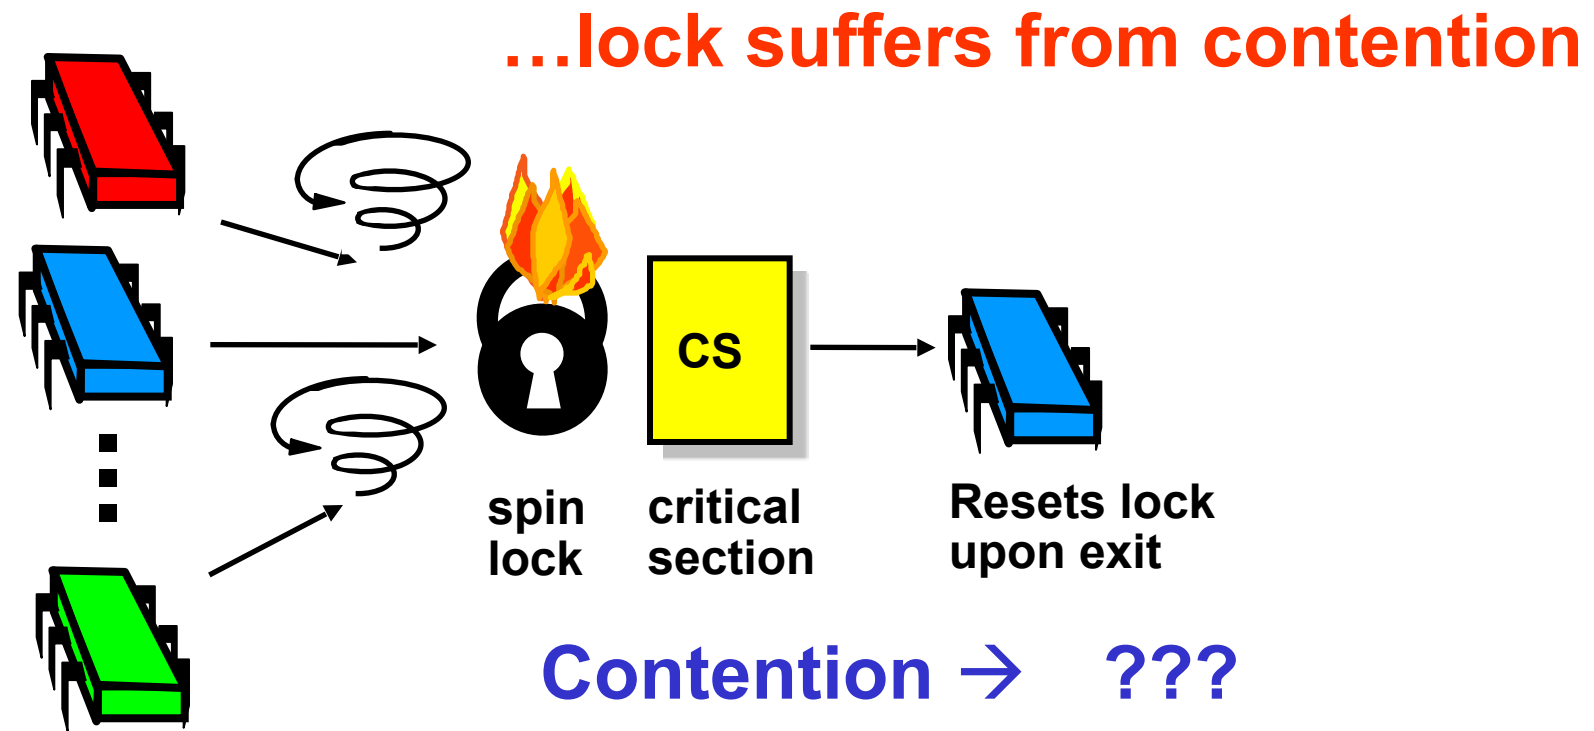 …lock suffers from contention
CS
spin
lock
critical
section
Resets lock
upon exit
Contention → ???